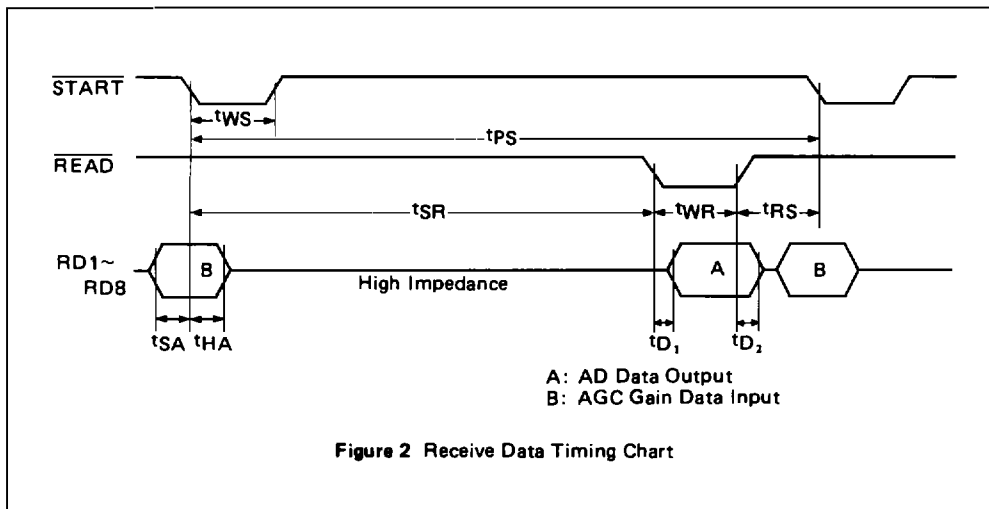 START
tWS
tPS
READ
tSR
tWR
tRS
RD1~
RD8
B
High Impedance
A
B
tSA
tHA
tD1
tD2
A: AD Data Output
B: AGC Gain Data Input
Figure 2 Receive Data Timing Chart